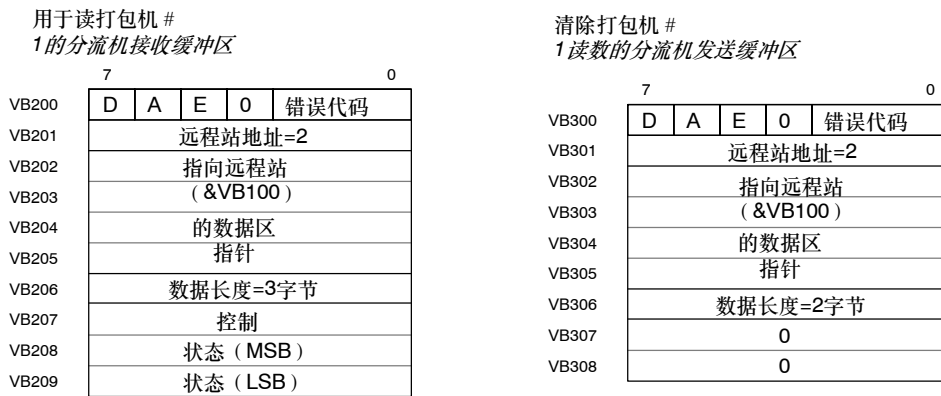 用于读打包机 #
1的分流机接收缓冲区
7 0
VB200 D A E 0 错误代码
VB201 远程站地址=2
VB202 指向远程站
VB203 （&VB100）
VB204 的数据区
VB205 指针
VB206 数据长度=3字节
VB207 控制
VB208 状态（MSB）
VB209 状态（LSB）
清除打包机 #
1读数的分流机发送缓冲区
7 0
VB300 D A E 0 错误代码
VB301 远程站地址=2
VB302 指向远程站
VB303 （&VB100）
VB304 的数据区
VB305 指针
VB306 数据长度=2字节
VB307 0
VB308 0